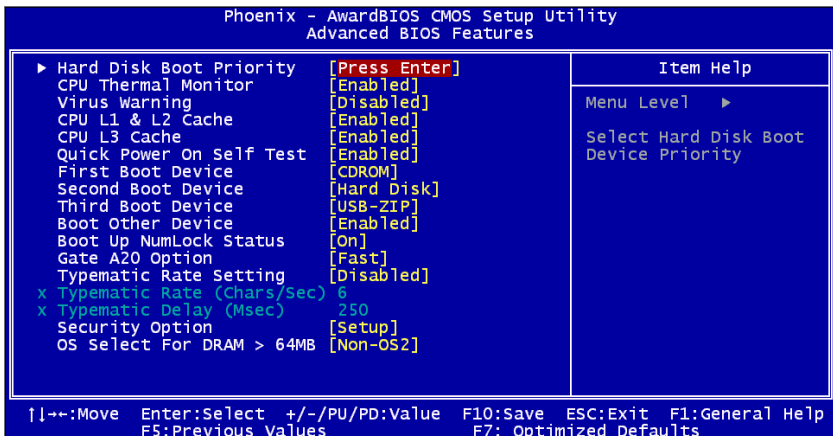 Phoenix - AwardBIOS CMOS Setup Utility
Advanced BIOS Features
▶ Hard Disk Boot Priority [Press Enter]
CPU Thermal Monitor [Enabled]
Virus Warning [Disabled]
CPU L1 & L2 Cache [Enabled]
CPU L3 Cache [Enabled]
Quick Power On Self Test [Enabled]
First Boot Device [CDROM]
Second Boot Device [Hard Disk]
Third Boot Device [USB-ZIP]
Boot Other Device [Enabled]
Boot Up NumLock Status [On]
Gate A20 Option [Fast]
Typematic Rate Setting [Disabled]
x Typematic Rate (Chars/Sec) 6
x Typematic Delay (Msec) 250
Security Option [Setup]
OS Select For DRAM > 64MB [Non-OS2]
Item Help
Menu Level ▶
Select Hard Disk Boot
Device Priority
↑↓→←:Move Enter:Select +/-/PU/PD:Value F10:Save ESC:Exit F1:General Help
F5:Previous Values F7: Optimized Defaults